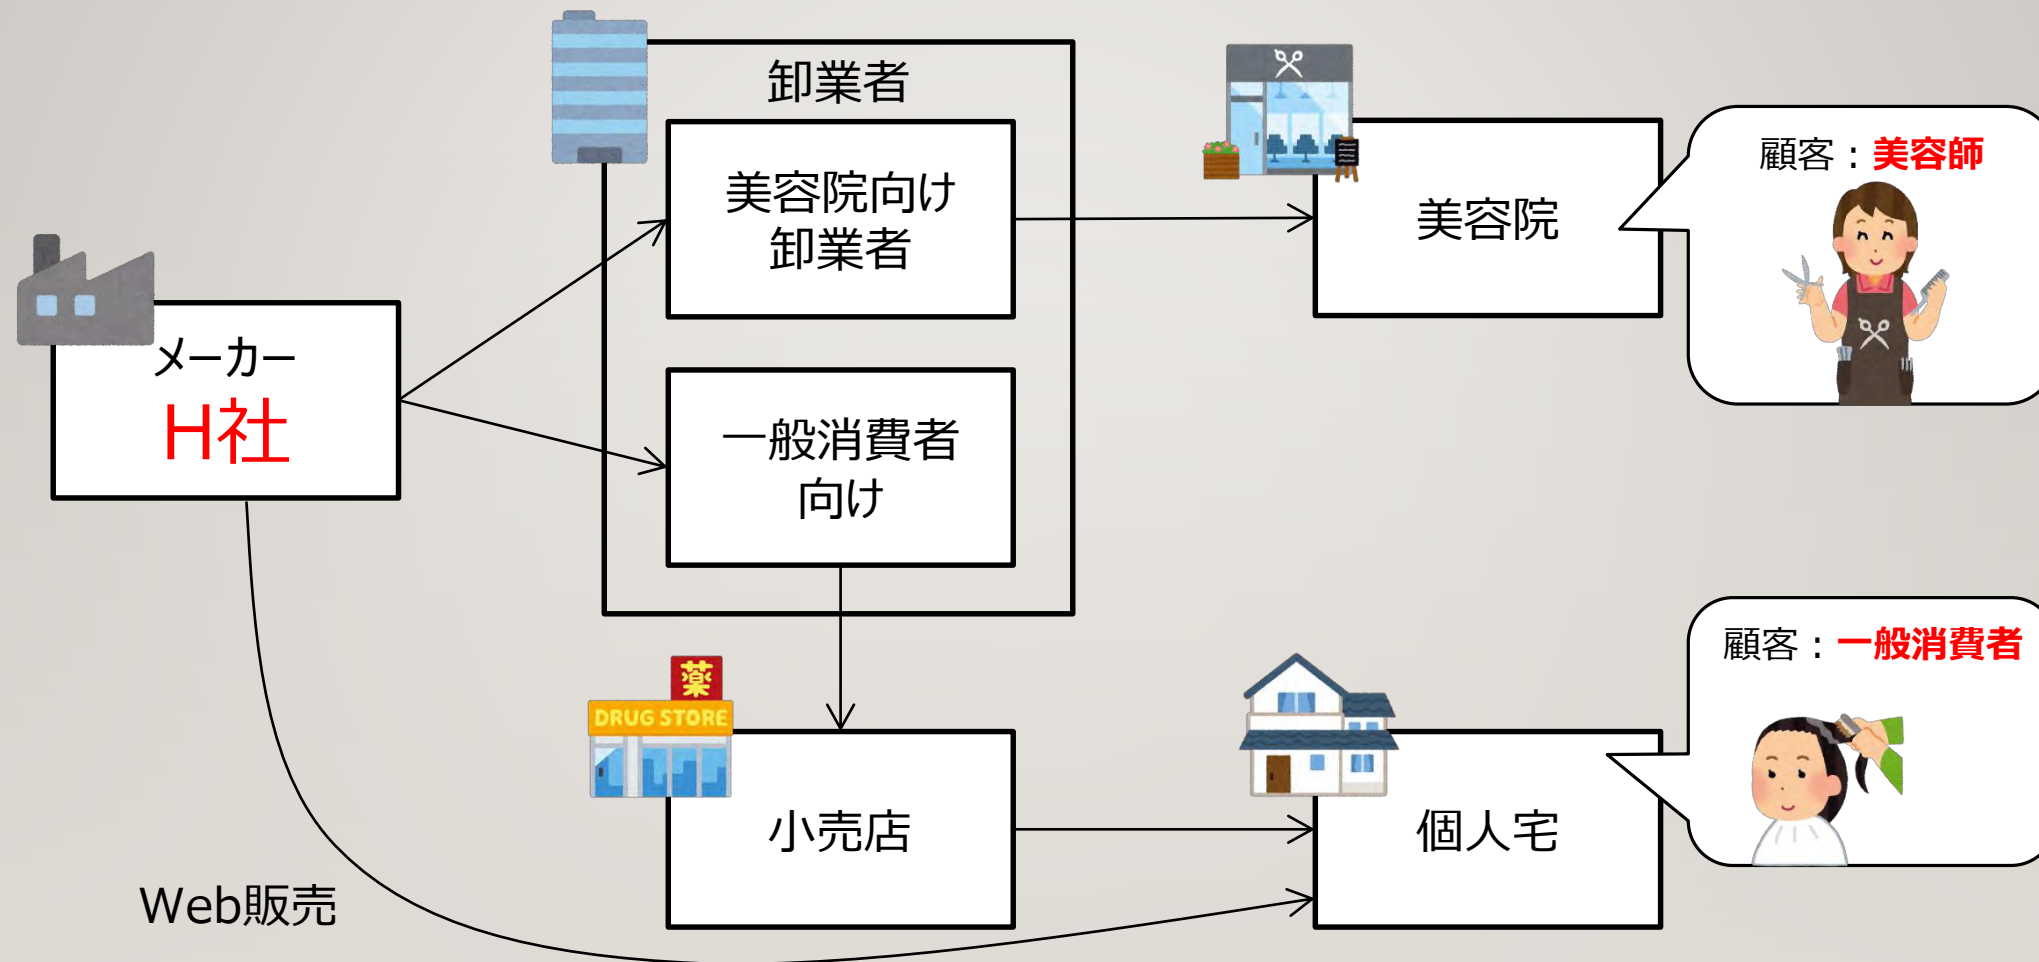 卸業者
美容院向け
卸業者
美容院
顧客：美容師
メーカー
H社
一般消費者
向け
薬
DRUG STORE
小売店
個人宅
顧客：一般消費者
Web販売